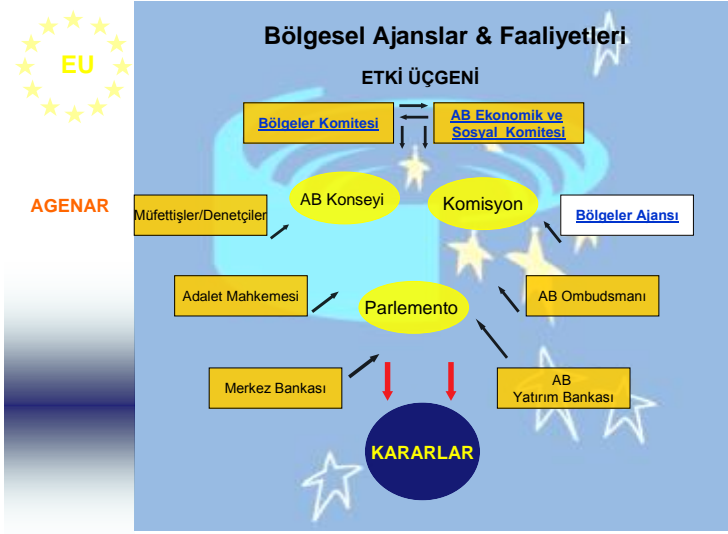 EU
Bölgesel Ajanslar & Faaliyetleri
ETKİ ÜÇGENİ
Bölgeler Komitesi
AB Ekonomik ve
Sosyal Komitesi
AGENAR
Müfettişler/Denetçiler
AB Konseyi
Komisyon
Bölgeler Ajansı
Adalet Mahkemesi
Parlemento
AB Ombudsmanı
Merkez Bankası
AB
Yatırım Bankası
KARARLAR